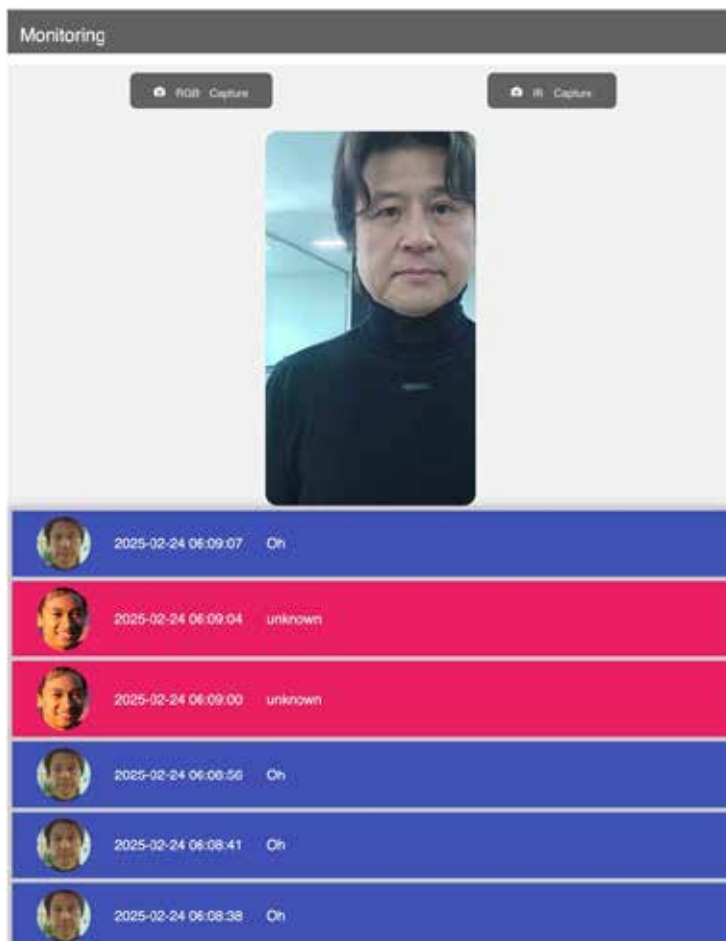 Monitoring
RGB Capture
IR Capture
2025-02-24 06:09:07 Oh
2025-02-24 06:09:04 unknown
2025-02-24 06:09:00 unknown
2025-02-24 06:08:56 Oh
2025-02-24 06:08:41 Oh
2025-02-24 06:08:38 Oh